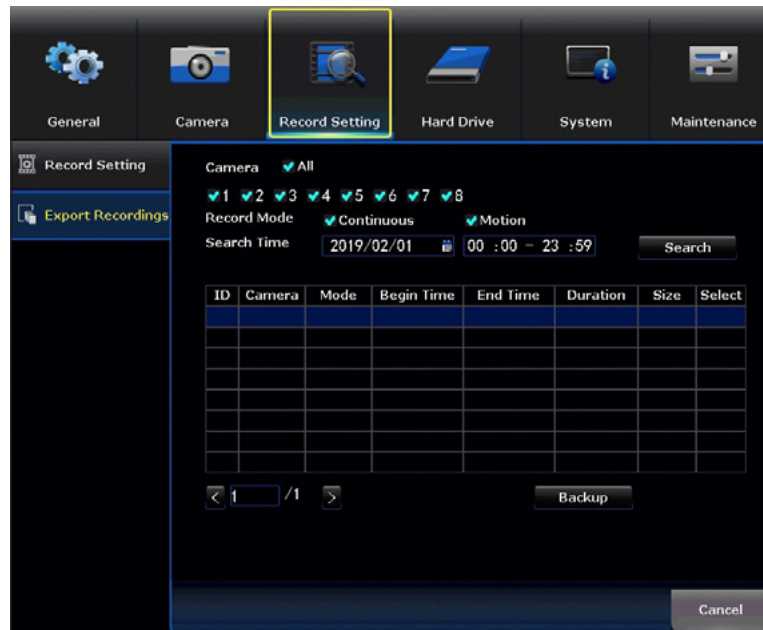 General Camera Record Setting Hard Drive System Maintenance
Record Setting
Export Recordings
Camera All
1 2 3 4 5 6 7 8
Record Mode Continuous Motion
Search Time 2019/02/01 00 :00 - 23 :59 Search
ID Camera Mode Begin Time End Time Duration Size Select
< 1 /1 > Backup
Cancel